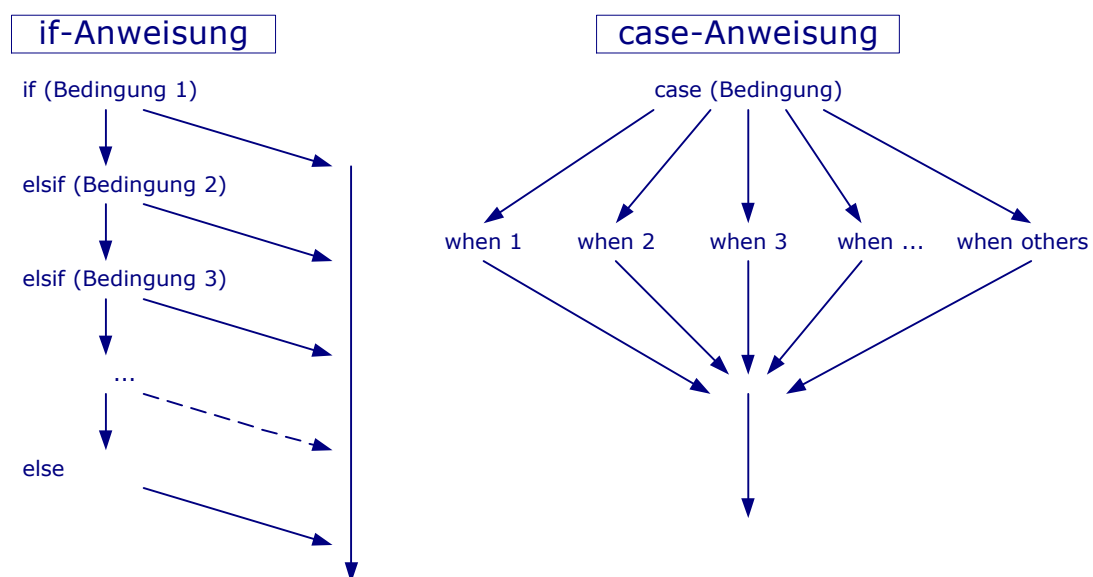 if-Anweisung
if (Bedingung 1)
elsif (Bedingung 2)
elsif (Bedingung 3)
...
else
case-Anweisung
case (Bedingung)
when 1 when 2 when 3 when ... when others